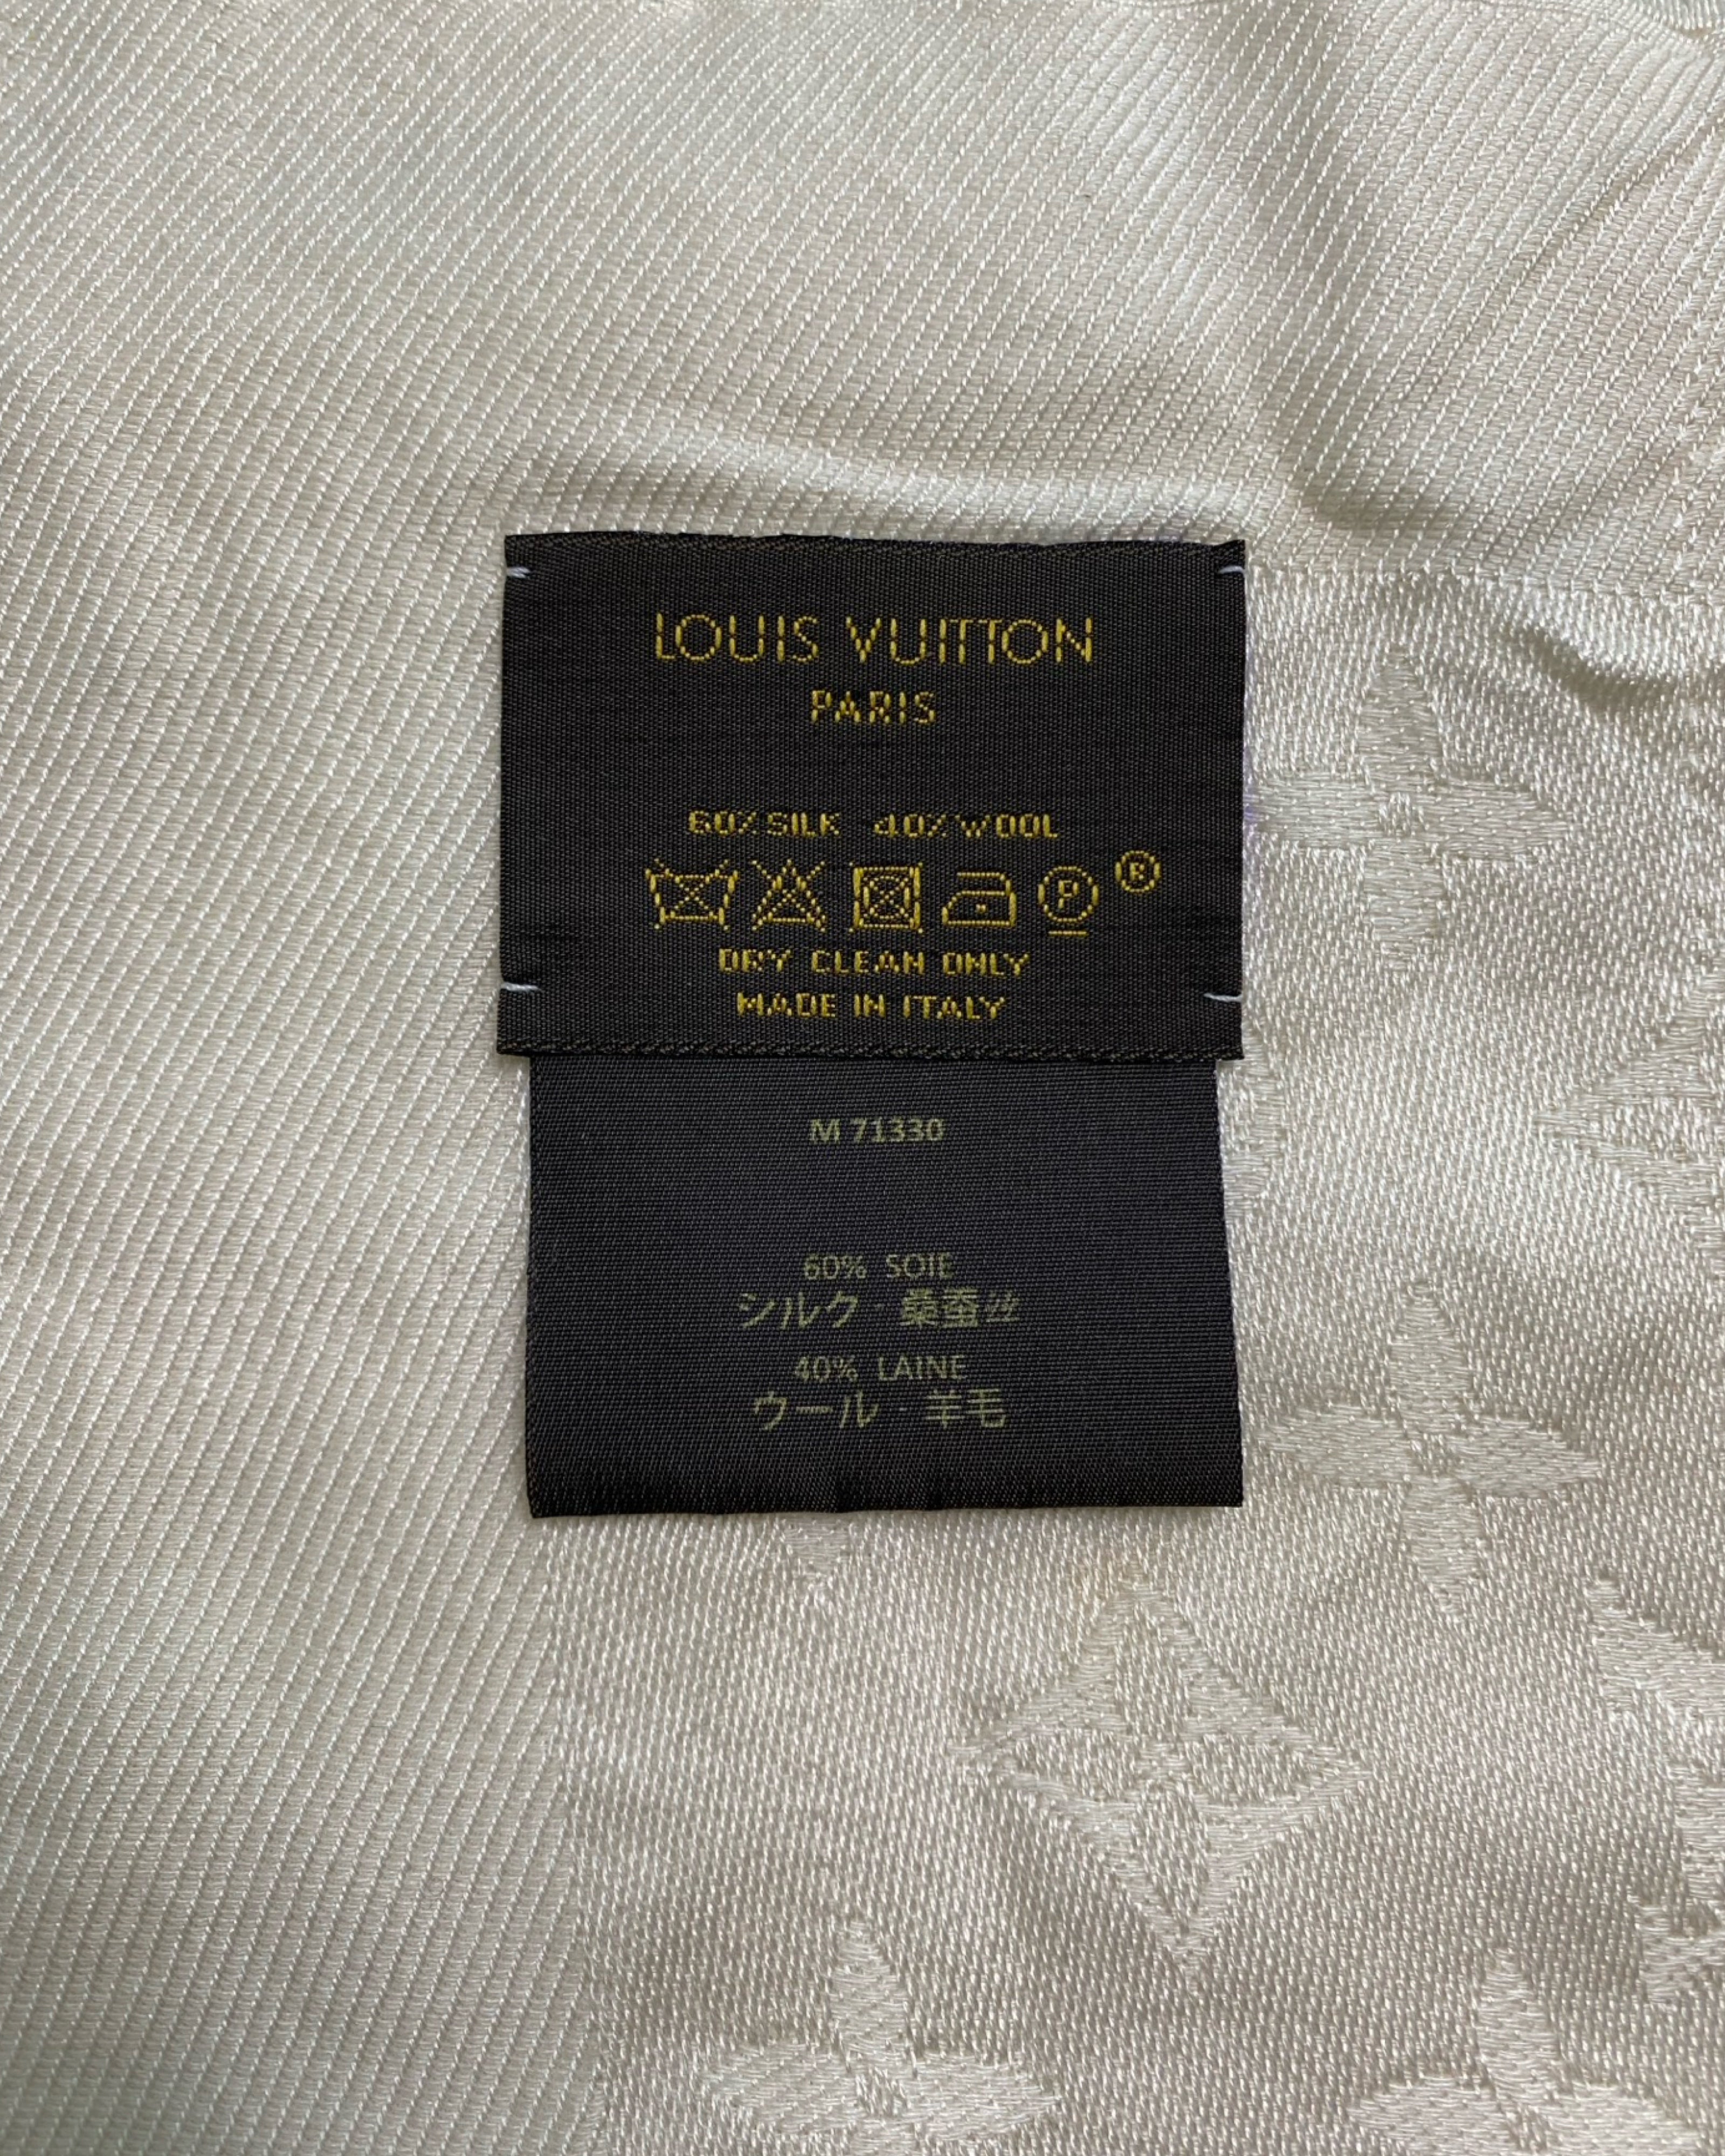 LOUIS VUITTON
PARIS
60% SILK 40% WOOL
P ®
DRY CLEAN ONLY
MADE IN ITALY
M 71330
60% SOIE
シルク - 桑蚕丝
40% LAINE
ウール - 羊毛